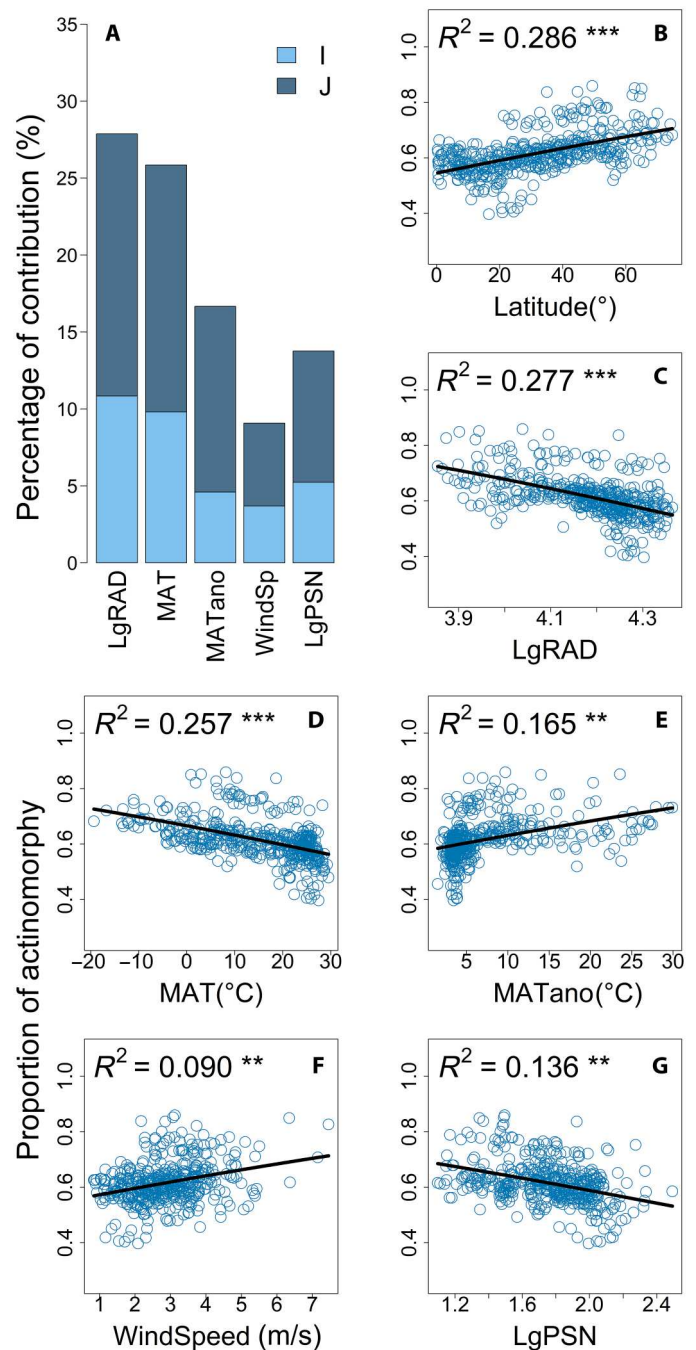 A
I
J
Percentage of contribution (%)
35
30
25
20
15
10
5
0
LgRAD
MAT
MATano
WindSp
LgPSN
R² = 0.286 *** B
1.0
0.8
0.6
0.4
0 20 40 60
Latitude(°)
R² = 0.277 *** C
1.0
0.8
0.6
0.4
3.9 4.1 4.3
LgRAD
Proportion of actinomorphy
R² = 0.257 *** D
1.0
0.8
0.6
0.4
−20 −10 0 10 20 30
MAT(°C)
R² = 0.165 ** E
1.0
0.8
0.6
0.4
5 10 15 20 25 30
MATano(°C)
R² = 0.090 ** F
1.0
0.8
0.6
0.4
1 2 3 4 5 6 7
WindSpeed (m/s)
R² = 0.136 ** G
1.0
0.8
0.6
0.4
1.2 1.6 2.0 2.4
LgPSN